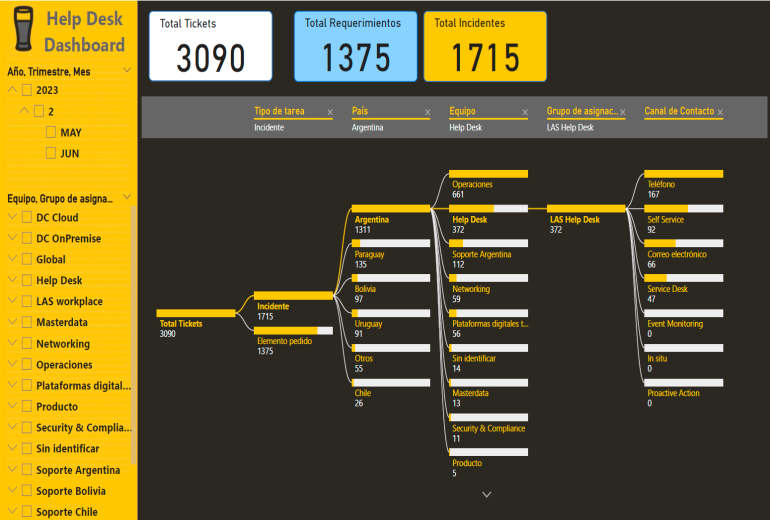 Help Desk
Dashboard
Año, Trimestre, Mes
2023
2
MAY
JUN
Equipo, Grupo de asigna...
DC Cloud
DC OnPremise
Global
Help Desk
LAS workplace
Masterdata
Networking
Operaciones
Plataformas digital...
Producto
Security & Complia...
Sin identificar
Soporte Argentina
Soporte Bolivia
Soporte Chile
Total Tickets
3090
Total Requerimientos
1375
Total Incidentes
1715
Tipo de tarea
Incidente
País
Argentina
Equipo
Help Desk
Grupo de asignac...
LAS Help Desk
Canal de Contacto
Total Tickets
3090
Incidente
1715
Elemento pedido
1375
Argentina
1311
Paraguay
135
Bolivia
97
Uruguay
91
Otros
55
Chile
26
Operaciones
661
Help Desk
372
Soporte Argentina
112
Networking
59
Plataformas digitales t...
56
Sin identificar
14
Masterdata
13
Security & Compliance
11
Producto
5
LAS Help Desk
372
Teléfono
167
Self Service
92
Correo electrónico
66
Service Desk
47
Event Monitoring
0
In situ
0
Proactive Action
0